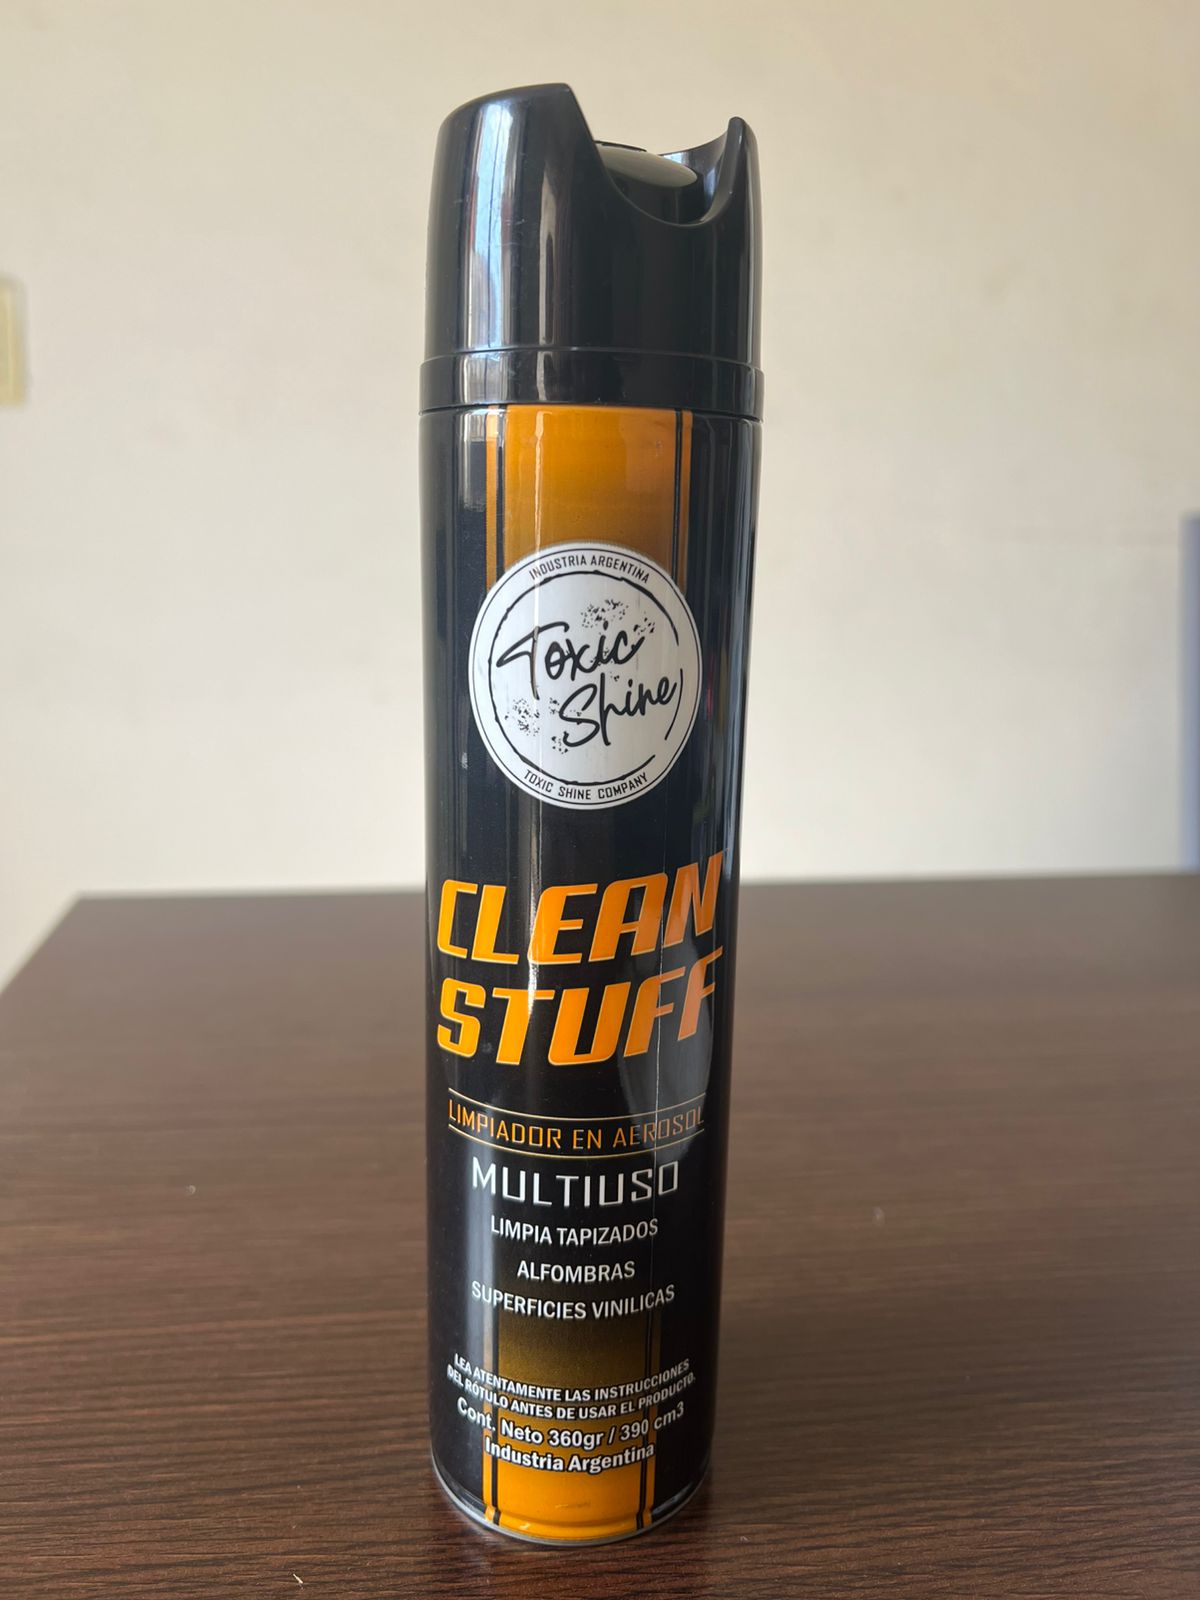 INDUSTRIA ARGENTINA
Toxic
Shine
TOXIC SHINE COMPANY
CLEAN
STUFF
LIMPIADOR EN AEROSOL
MULTIUSO
LIMPIA TAPIZADOS
ALFOMBRAS
SUPERFICIES VINILICAS
LEA ATENTAMENTE LAS INSTRUCCIONES
DEL RÓTULO ANTES DE USAR EL PRODUCTO.
Cont. Neto 360gr / 390 cm3
Industria Argentina